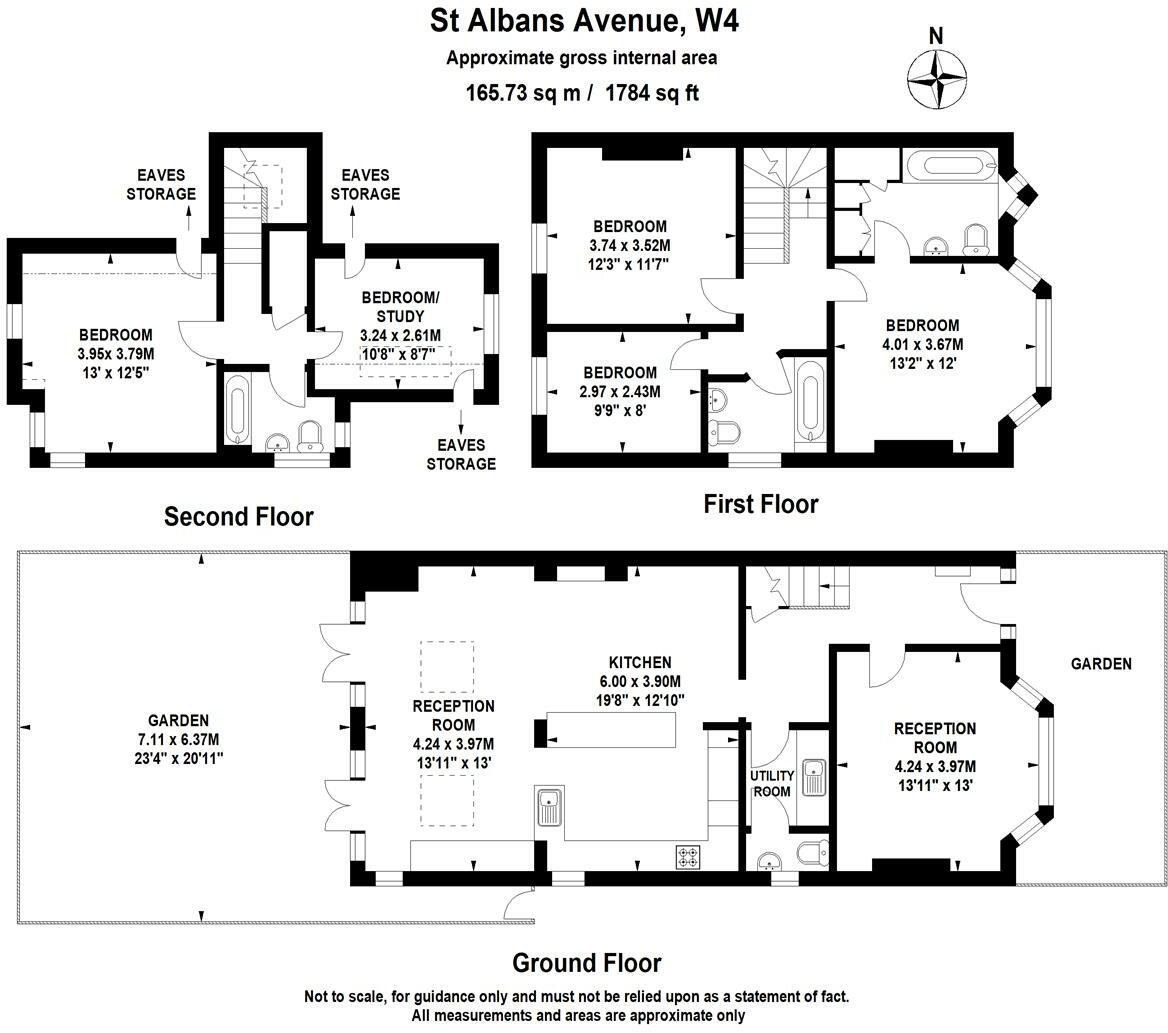 St Albans Avenue, W4
Approximate gross internal area
165.73 sq m / 1784 sq ft
N
EAVES
STORAGE
EAVES
STORAGE
BEDROOM
3.95x 3.79M
13' x 12'5"
BEDROOM/
STUDY
3.24 x 2.61M
10'8" x 8'7"
EAVES
STORAGE
Second Floor
BEDROOM
3.74 x 3.52M
12'3" x 11'7"
BEDROOM
2.97 x 2.43M
9'9" x 8'
BEDROOM
4.01 x 3.67M
13'2" x 12'
First Floor
GARDEN
7.11 x 6.37M
23'4" x 20'11"
RECEPTION
ROOM
4.24 x 3.97M
13'11" x 13'
KITCHEN
6.00 x 3.90M
19'8" x 12'10"
UTILITY
ROOM
RECEPTION
ROOM
4.24 x 3.97M
13'11" x 13'
GARDEN
Ground Floor
Not to scale, for guidance only and must not be relied upon as a statement of fact.
All measurements and areas are approximate only